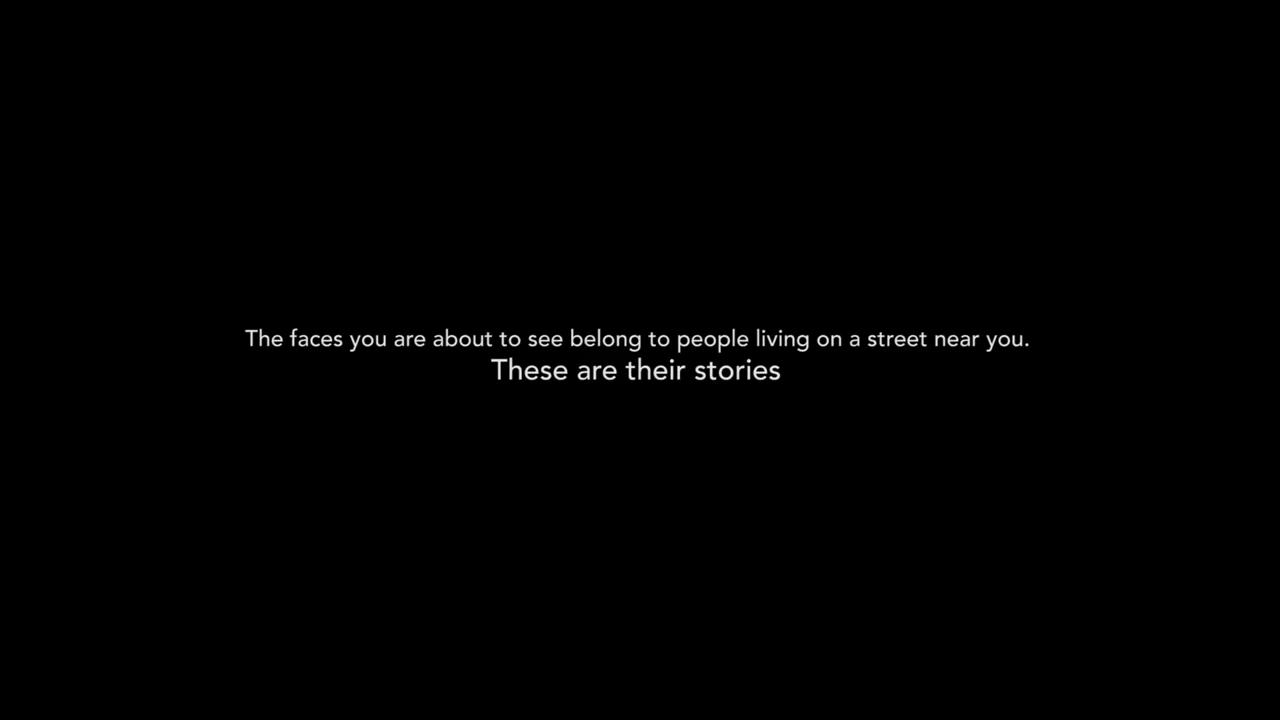 The faces you are about to see belong to people living on a street near you.
These are their stories